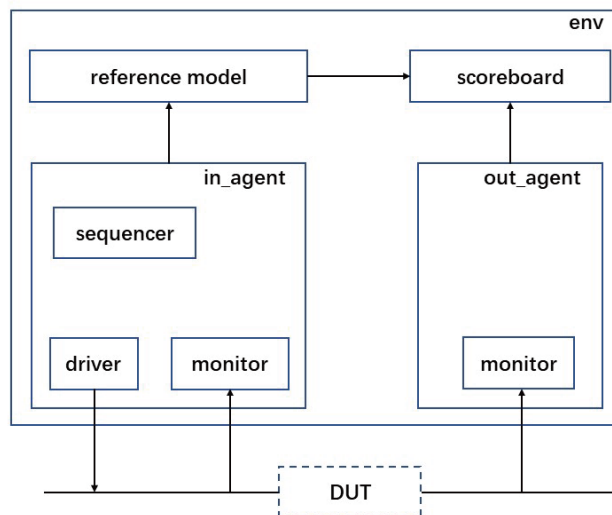 env
reference model
scoreboard
in_agent
out_agent
sequencer
driver
monitor
monitor
DUT